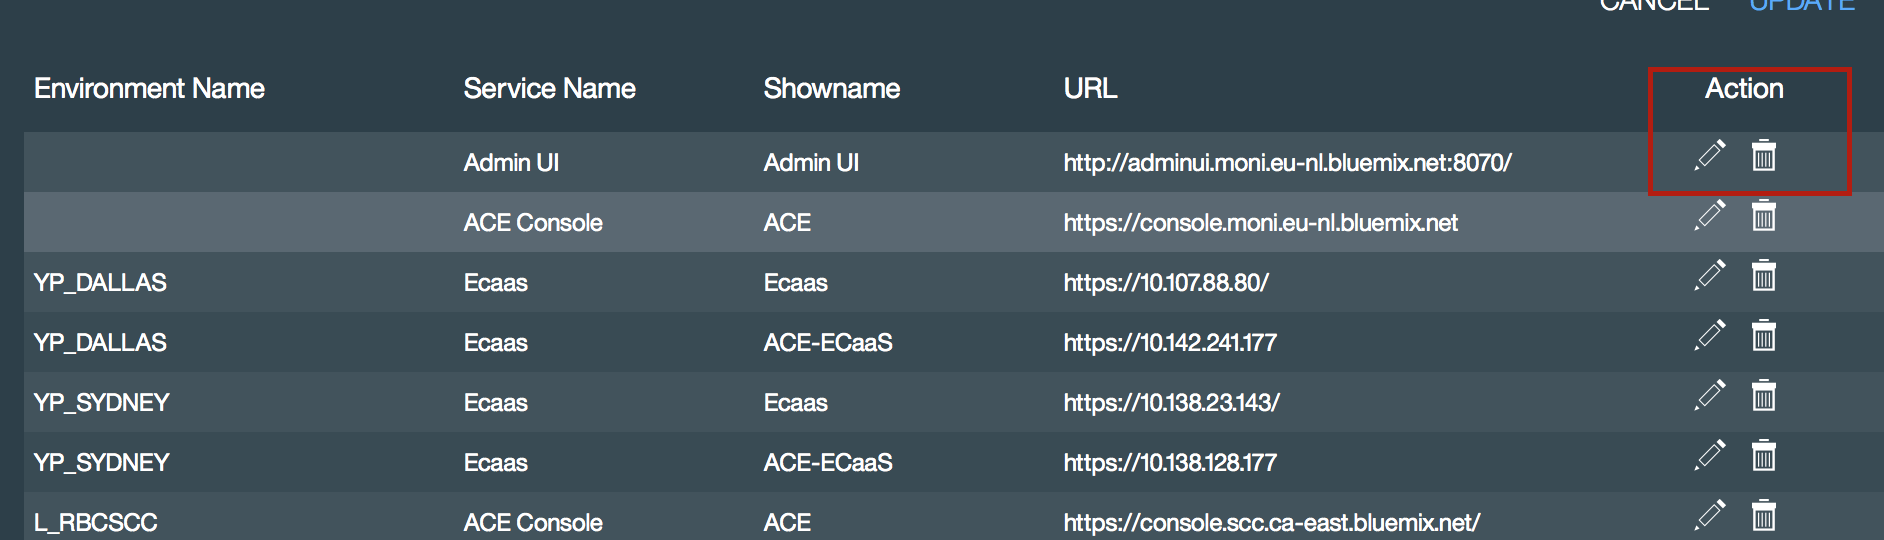 CANCEL UPDATE
Environment Name Service Name Showname URL Action
Admin UI Admin UI http://adminui.moni.eu-nl.bluemix.net:8070/
ACE Console ACE https://console.moni.eu-nl.bluemix.net
YP_DALLAS Ecaas Ecaas https://10.107.88.80/
YP_DALLAS Ecaas ACE-ECaaS https://10.142.241.177
YP_SYDNEY Ecaas Ecaas https://10.138.23.143/
YP_SYDNEY Ecaas ACE-ECaaS https://10.138.128.177
L_RBCSCC ACE Console ACE https://console.scc.ca-east.bluemix.net/